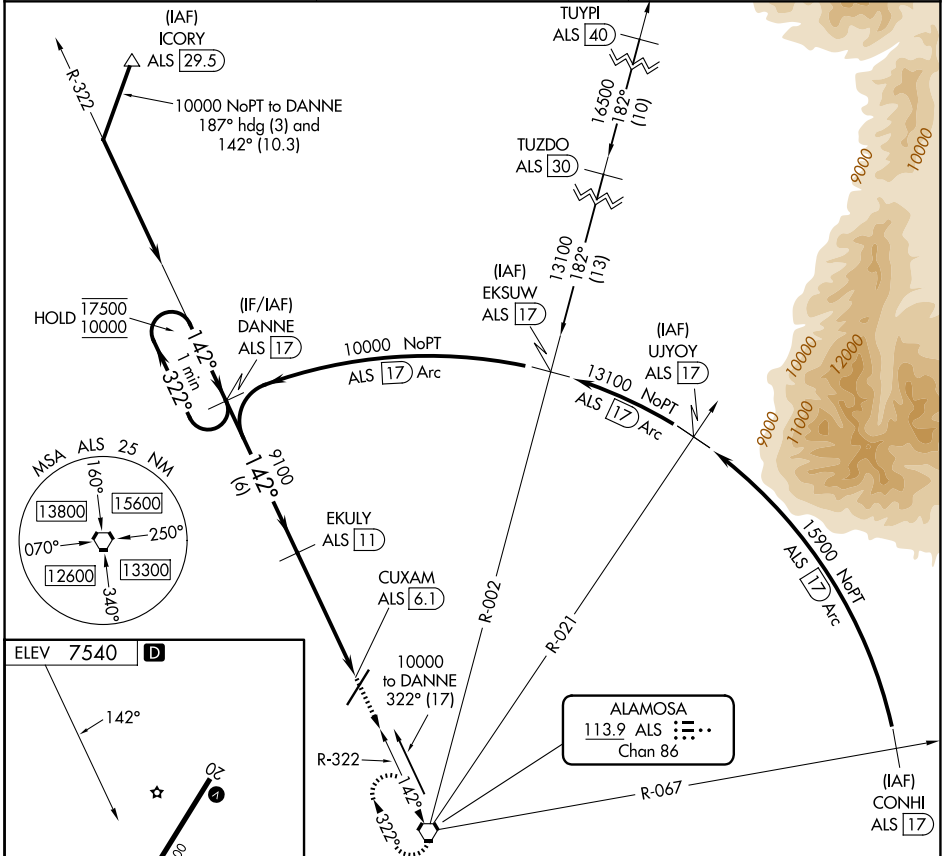 (IAF)
ICORY
ALS 29.5
R-322
10000 NoPT to DANNE
187° hdg (3) and
142° (10.3)
TUYPI
ALS 40
16500
182°
(10)
TUZDO
ALS 30
13100
182°
(13)
9000
10000
(IAF)
EKSUW
ALS 17
(IAF)
UJYOY
ALS 17
HOLD 17500
10000
142°
1 min
322°
(IF/IAF)
DANNE
ALS 17
10000 NoPT
ALS 17 Arc
13100 NoPT
ALS 17 Arc
10000
12000
9000
11000
9100
142°
(6)
MSA ALS 25 NM
160°
13800
15600
070°
250°
12600
13300
340°
EKULY
ALS 11
15900 NoPT
ALS 17 Arc
CUXAM
ALS 6.1
R-002
R-021
ELEV 7540 D
142°
20
V
00
10000
to DANNE
322° (17)
R-322
142°
322°
ALAMOSA
113.9 ALS
Chan 86
R-067
(IAF)
CONHI
ALS 17